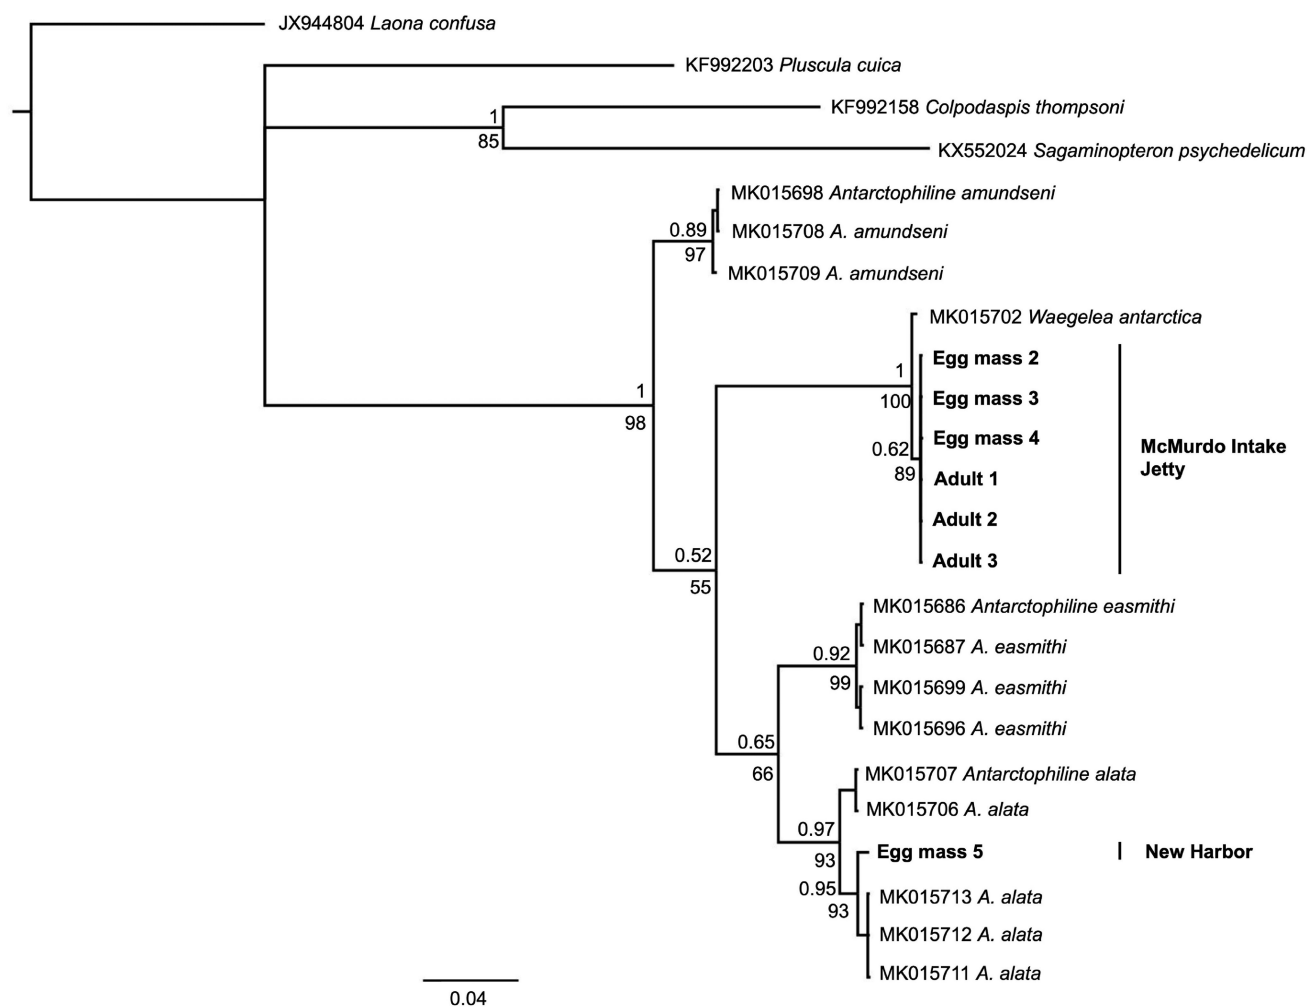 JX944804 Laona confusa
KF992203 Pluscula cuica
KF992158 Colpodaspis thompsoni
1
85
KX552024 Sagaminopteron psychedelicum
MK015698 Antarctophiline amundseni
0.89
MK015708 A. amundseni
97
MK015709 A. amundseni
MK015702 Waegelea antarctica
Egg mass 2
1
1
98
100
Egg mass 3
Egg mass 4
0.62
89
McMurdo Intake
Jetty
Adult 1
Adult 2
0.52
55
Adult 3
MK015686 Antarctophiline easmithi
MK015687 A. easmithi
0.92
99
MK015699 A. easmithi
MK015696 A. easmithi
0.65
66
MK015707 Antarctophiline alata
MK015706 A. alata
0.97
93
Egg mass 5
New Harbor
0.95
93
MK015713 A. alata
MK015712 A. alata
MK015711 A. alata
0.04